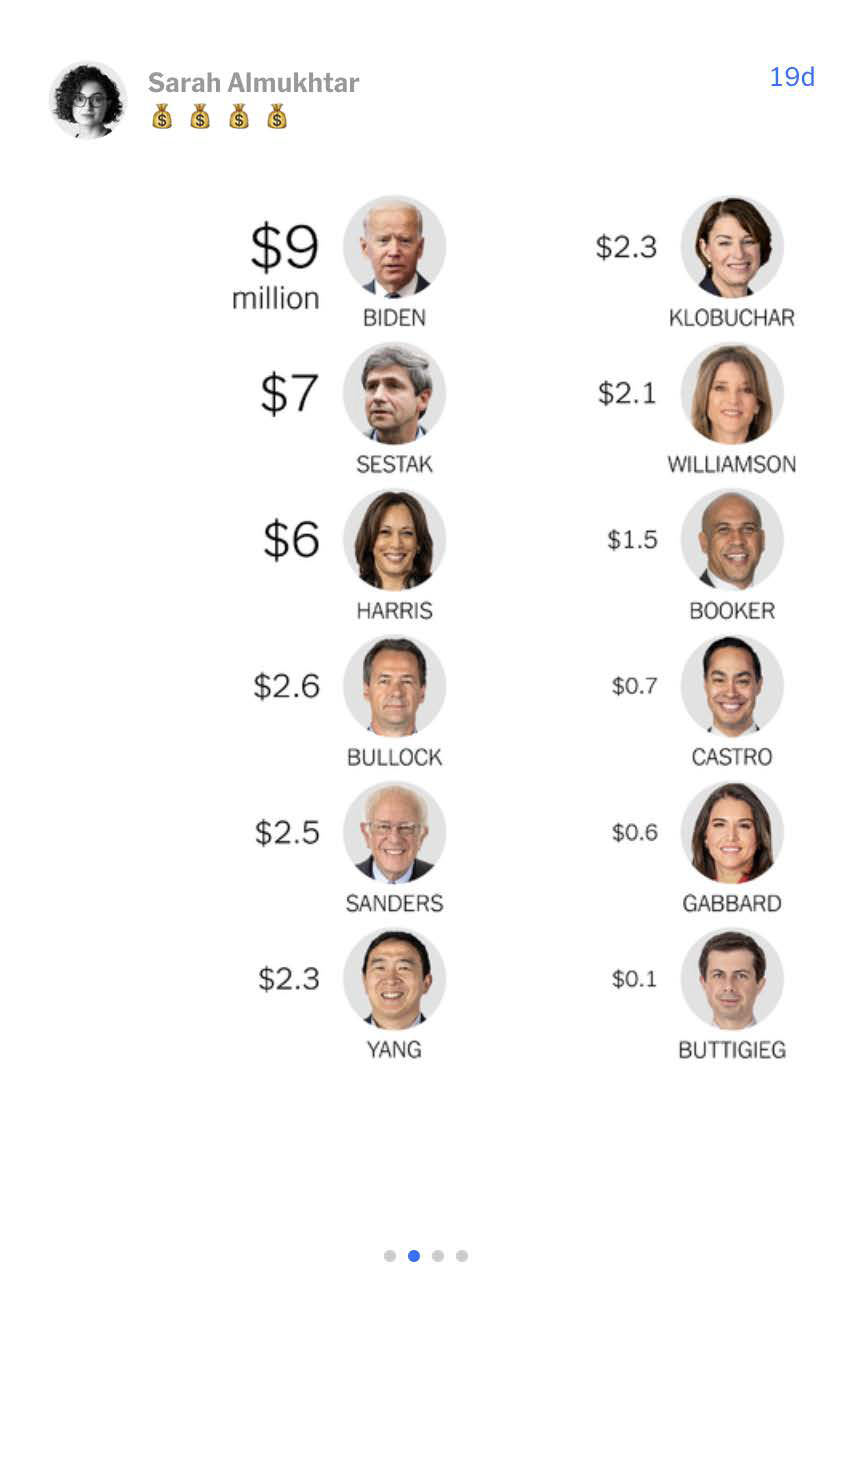 Sarah Almukhtar
19d
$9
million
BIDEN
$7
SESTAK
$6
HARRIS
$2.6
BULLOCK
$2.5
SANDERS
$2.3
YANG
$2.3
KLOBUCHAR
$2.1
WILLIAMSON
$1.5
BOOKER
$0.7
CASTRO
$0.6
GABBARD
$0.1
BUTTIGIEG